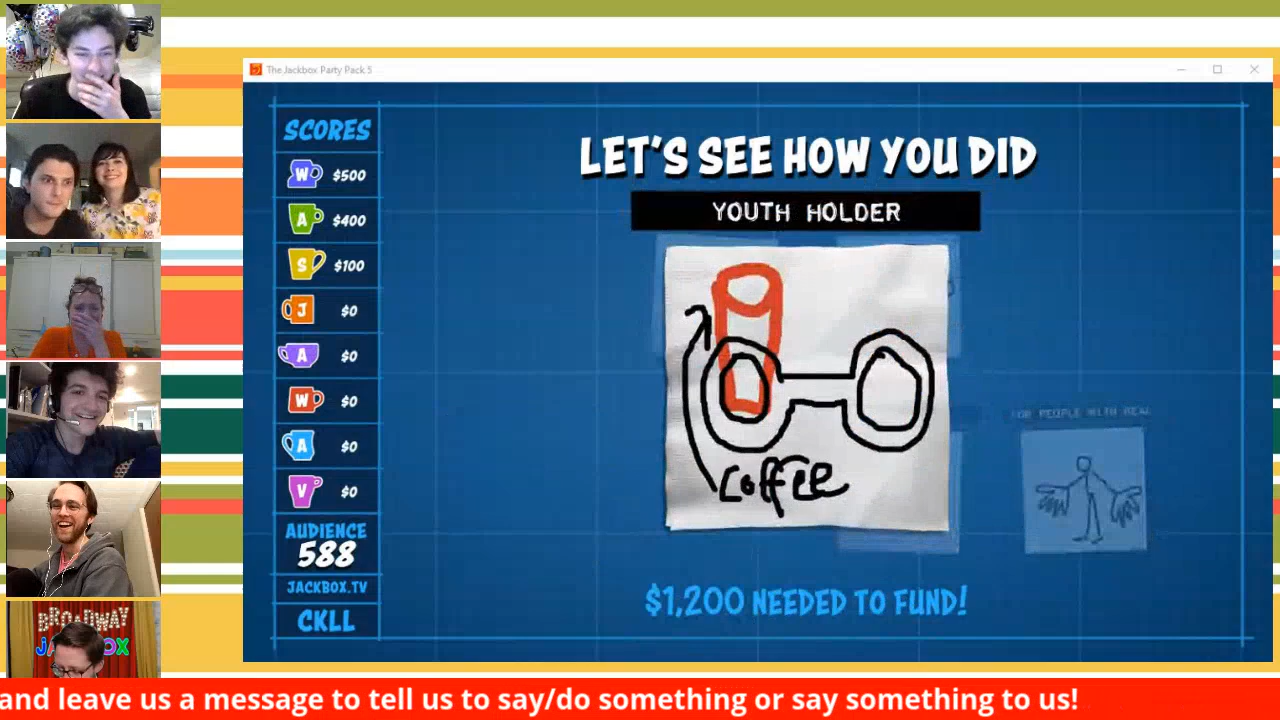 The Jackbox Party Pack 5
SCORES
W $500
A $400
S $100
J $0
A $0
W $0
A $0
V $0
AUDIENCE
588
JACKBOX.TV
CKLL
LET'S SEE HOW YOU DID
YOUTH HOLDER
coffee
FOR PEOPLE WITH REAL
$1,200 NEEDED TO FUND!
BROADWAY
and leave us a message to tell us to say/do something or say something to us!